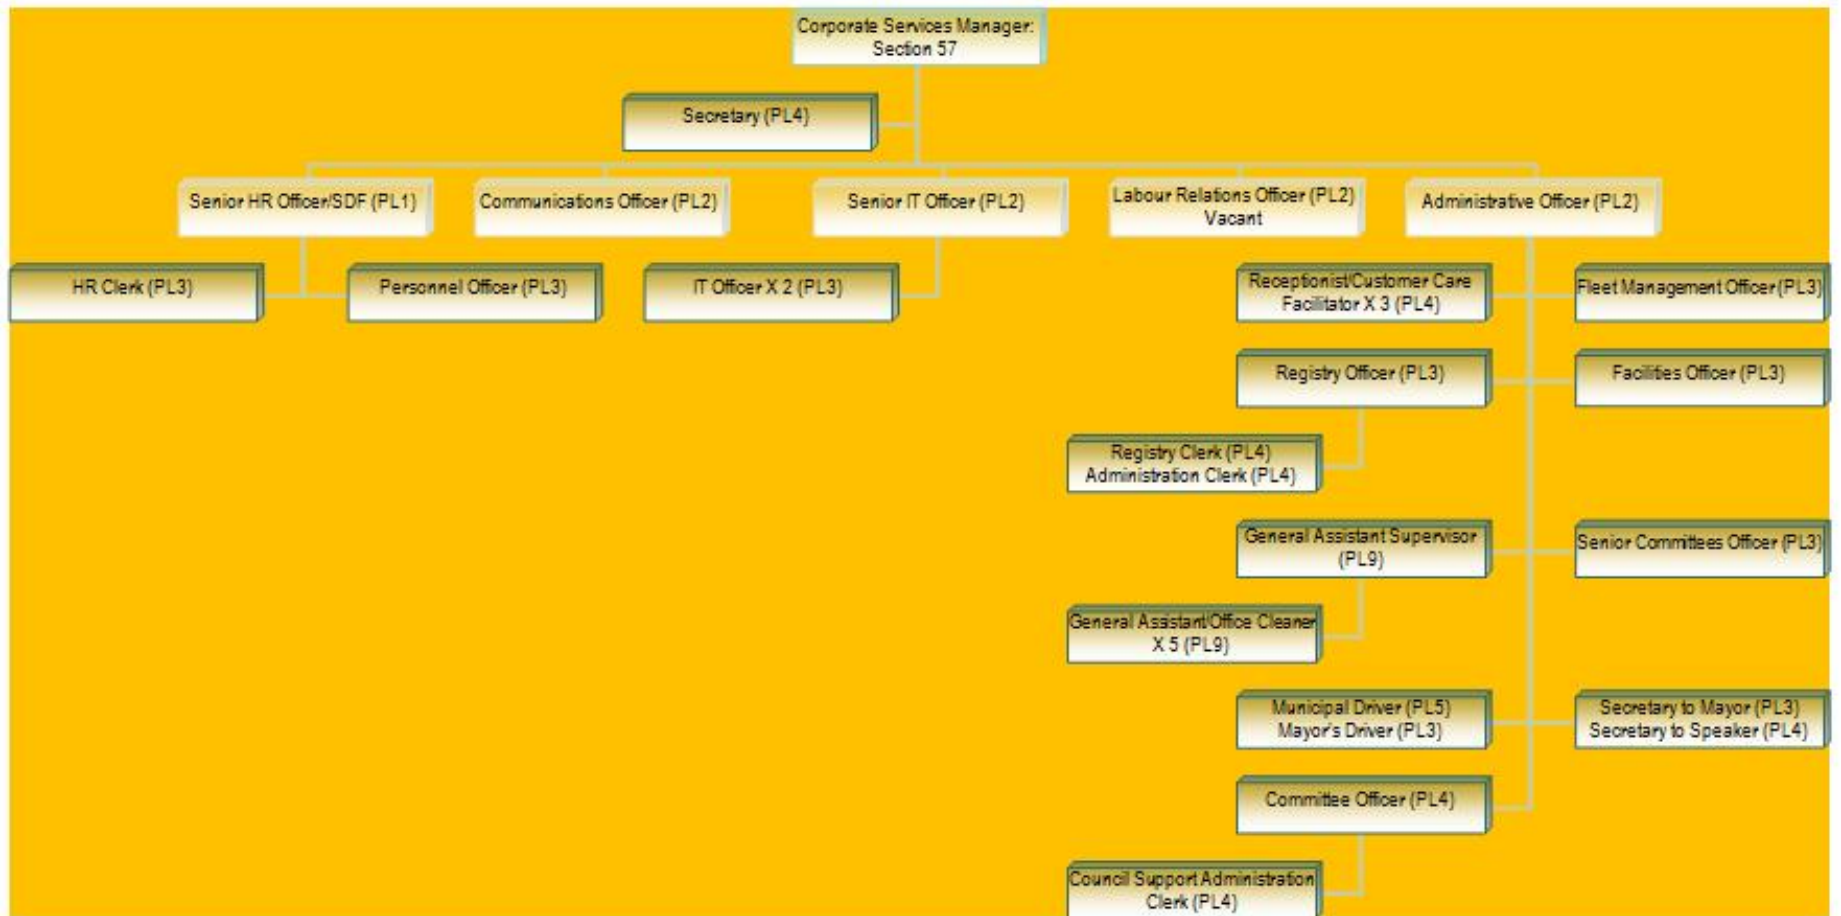 Corporate Services Manager:
Section 57
Secretary (PL4)
Senior HR Officer/SDF (PL1)
Communications Officer (PL2)
Senior IT Officer (PL2)
Labour Relations Officer (PL2)
Vacant
Administrative Officer (PL2)
HR Clerk (PL3)
Personnel Officer (PL3)
IT Officer X 2 (PL3)
Receptionist/Customer Care
Facilitator X 3 (PL4)
Fleet Management Officer (PL3)
Registry Officer (PL3)
Facilities Officer (PL3)
Registry Clerk (PL4)
Administration Clerk (PL4)
General Assistant Supervisor
(PL9)
Senior Committees Officer (PL3)
General Assistant/Office Cleaner
X 5 (PL9)
Municipal Driver (PL5)
Mayor's Driver (PL3)
Secretary to Mayor (PL3)
Secretary to Speaker (PL4)
Committee Officer (PL4)
Council Support Administration
Clerk (PL4)